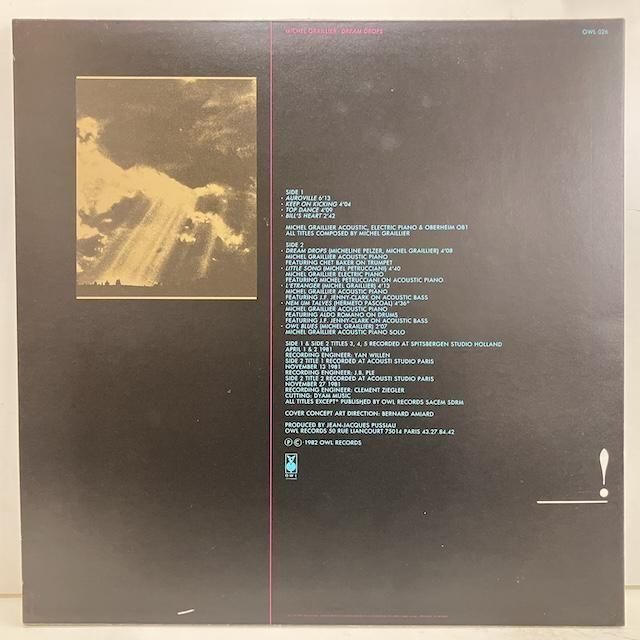 MICHEL GRAILLIER · DREAM DROPS
OWL 026
SIDE 1
· AUROVILLE 6'13
· KEEP ON KICKING 4'04
· TOP DANCE 4'09
· BILL'S HEART 2'42
MICHEL GRAILLIER ACOUSTIC, ELECTRIC PIANO & OBERHEIM OB1
ALL TITLES COMPOSED BY MICHEL GRAILLIER
SIDE 2
· DREAM DROPS (MICHELINE PELZER, MICHEL GRAILLIER) 4'08
MICHEL GRAILLIER ACOUSTIC PIANO
FEATURING CHET BAKER ON TRUMPET
· LITTLE SONG (MICHEL PETRUCCIANI) 4'40
MICHEL GRAILLIER ELECTRIC PIANO
FEATURING MICHEL PETRUCCIANI ON ACOUSTIC PIANO
· L'ETRANGER (MICHEL GRAILLIER) 4'13
MICHEL GRAILLIER ACOUSTIC PIANO
FEATURING J.F. JENNY-CLARK ON ACOUSTIC BASS
· NEM UM TALVES (HERMETO PASCOAL) 4'36*
MICHEL GRAILLIER ACOUSTIC PIANO
FEATURING ALDO ROMANO ON DRUMS
FEATURING J.F. JENNY-CLARK ON ACOUSTIC BASS
· OWL BLUES (MICHEL GRAILLIER) 2'07
MICHEL GRAILLIER ACOUSTIC PIANO SOLO
SIDE 1 & SIDE 2 TITLES 3, 4, 5 RECORDED AT SPITSBERGEN STUDIO HOLLAND
APRIL 1 & 2 1981
RECORDING ENGINEER: YAN WILLEN
SIDE 2 TITLE 1 RECORDED AT ACOUSTI STUDIO PARIS
NOVEMBER 13 1981
RECORDING ENGINEER: J.B. PLE
SIDE 2 TITLE 2 RECORDED AT ACOUSTI STUDIO PARIS
NOVEMBER 27 1981
RECORDING ENGINEER: CLEMENT ZIEGLER
CUTTING: DYAM MUSIC
ALL TITLES EXCEPT* PUBLISHED BY OWL RECORDS SACEM SDRM
COVER CONCEPT ART DIRECTION: BERNARD AMIARD
PRODUCED BY JEAN-JACQUES PUSSIAU
OWL RECORDS 50 RUE LIANCOURT 75014 PARIS 43.27.84.42
℗ © · 1982 OWL RECORDS
OWL
!